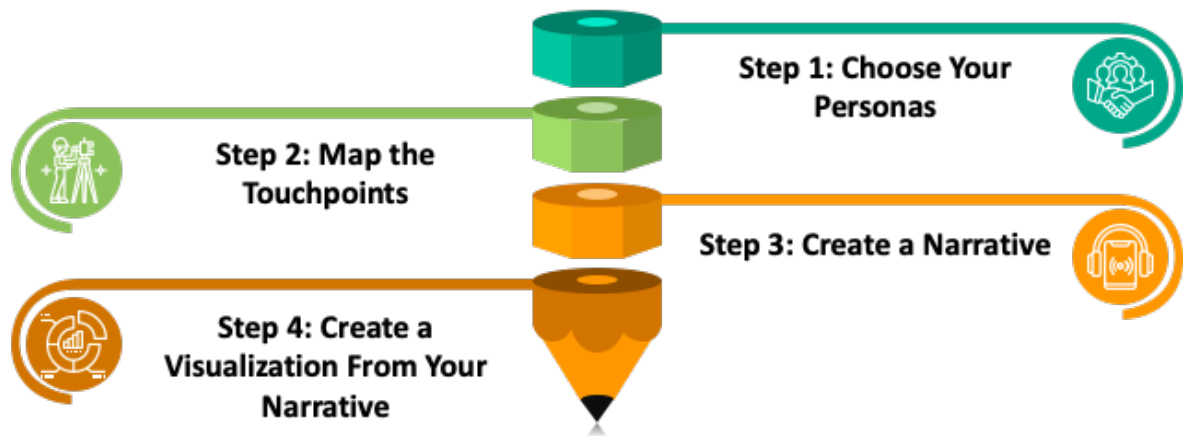 Step 1: Choose Your
Personas
Step 2: Map the
Touchpoints
Step 3: Create a Narrative
Step 4: Create a
Visualization From Your
Narrative